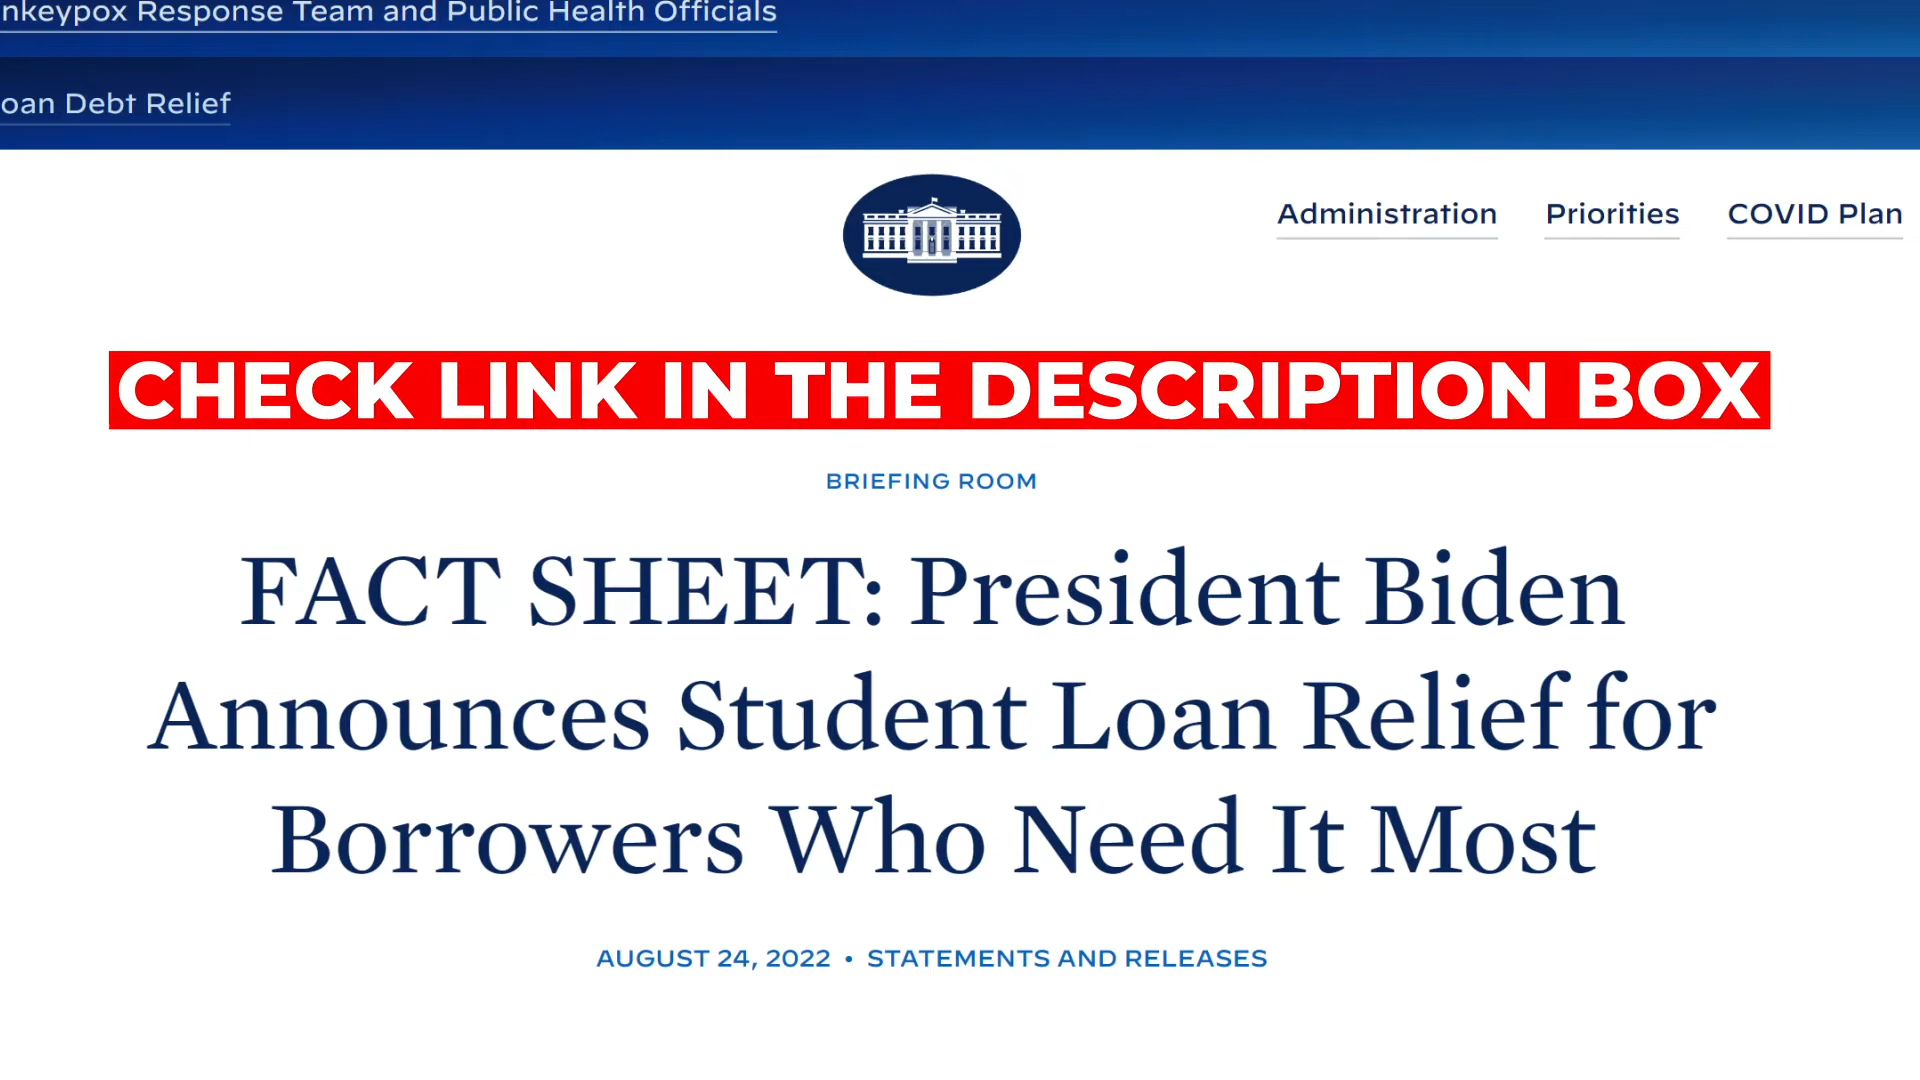 nkeypox Response Team and Public Health Officials
oan Debt Relief
Administration Priorities COVID Plan
CHECK LINK IN THE DESCRIPTION BOX
BRIEFING ROOM
FACT SHEET: President Biden
Announces Student Loan Relief for
Borrowers Who Need It Most
AUGUST 24, 2022 • STATEMENTS AND RELEASES